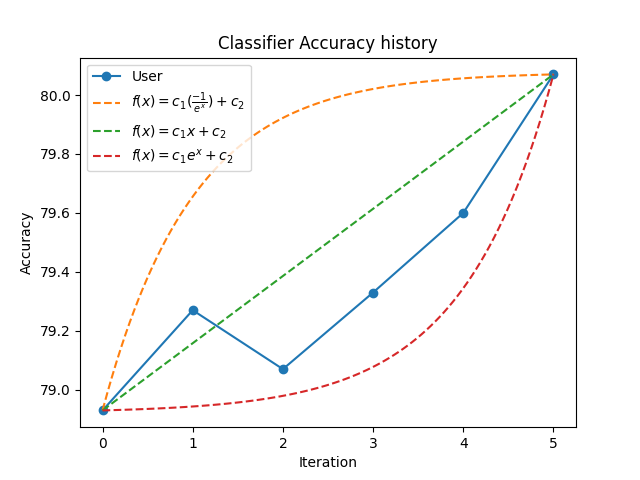 Classifier Accuracy history
User
f(x) = c₁(−1/eˣ) + c₂
f(x) = c₁x + c₂
f(x) = c₁eˣ + c₂
80.0
79.8
79.6
79.4
79.2
79.0
Accuracy
0 1 2 3 4 5
Iteration